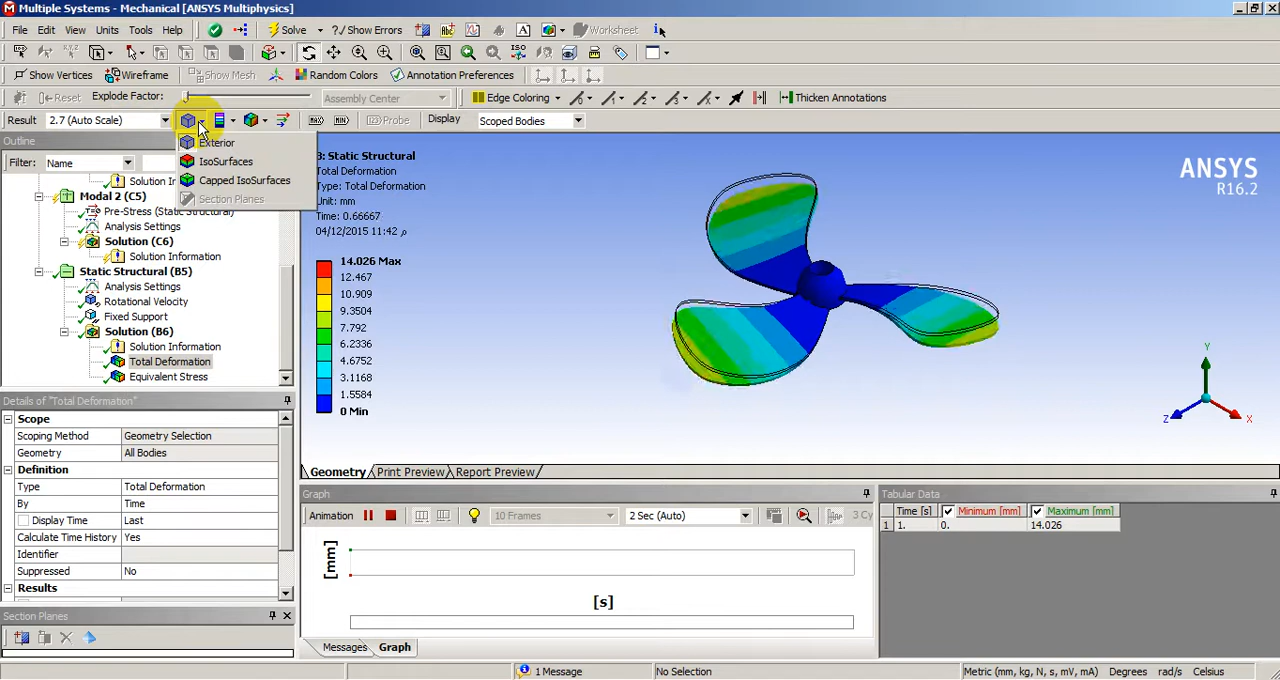 Multiple Systems - Mechanical [ANSYS Multiphysics]
File Edit View Units Tools Help Solve ?/Show Errors Worksheet
Show Vertices Wireframe Show Mesh Random Colors Annotation Preferences
Reset Explode Factor: Assembly Center Edge Coloring Thicken Annotations
Result 2.7 (Auto Scale) MAX MIN Probe Display Scoped Bodies
Exterior
IsoSurfaces
Capped IsoSurfaces
Section Planes
Outline
Filter: Name
Solution In
Modal 2 (C5)
Pre-Stress (Static Structural)
Analysis Settings
Solution (C6)
Solution Information
Static Structural (B5)
Analysis Settings
Rotational Velocity
Fixed Support
Solution (B6)
Solution Information
Total Deformation
Equivalent Stress
B: Static Structural
Total Deformation
Type: Total Deformation
Unit: mm
Time: 0.66667
04/12/2015 11:42 م
14.026 Max
12.467
10.909
9.3504
7.792
6.2336
4.6752
3.1168
1.5584
0 Min
ANSYS
R16.2
Y
Z
X
Details of "Total Deformation"
Scope
Scoping Method Geometry Selection
Geometry All Bodies
Definition
Type Total Deformation
By Time
Display Time Last
Calculate Time History Yes
Identifier
Suppressed No
Results
Section Planes
Geometry Print Preview Report Preview
Graph
Animation 10 Frames 2 Sec (Auto) 3 Cy
[mm]
[s]
Messages Graph
Tabular Data
Time [s] Minimum [mm] Maximum [mm]
1 1. 0. 14.026
1 Message No Selection Metric (mm, kg, N, s, mV, mA) Degrees rad/s Celsius